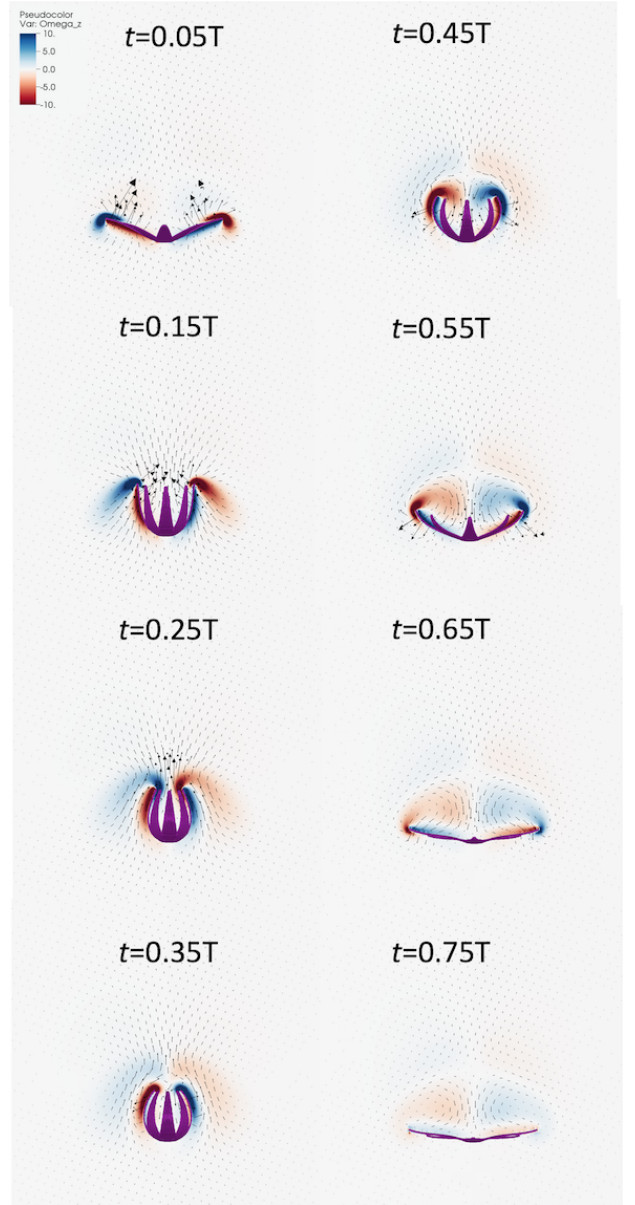 Pseudocolor
Var: Omega_z
10.
5.0
0.0
-5.0
-10.
t=0.05T
t=0.45T
t=0.15T
t=0.55T
t=0.25T
t=0.65T
t=0.35T
t=0.75T